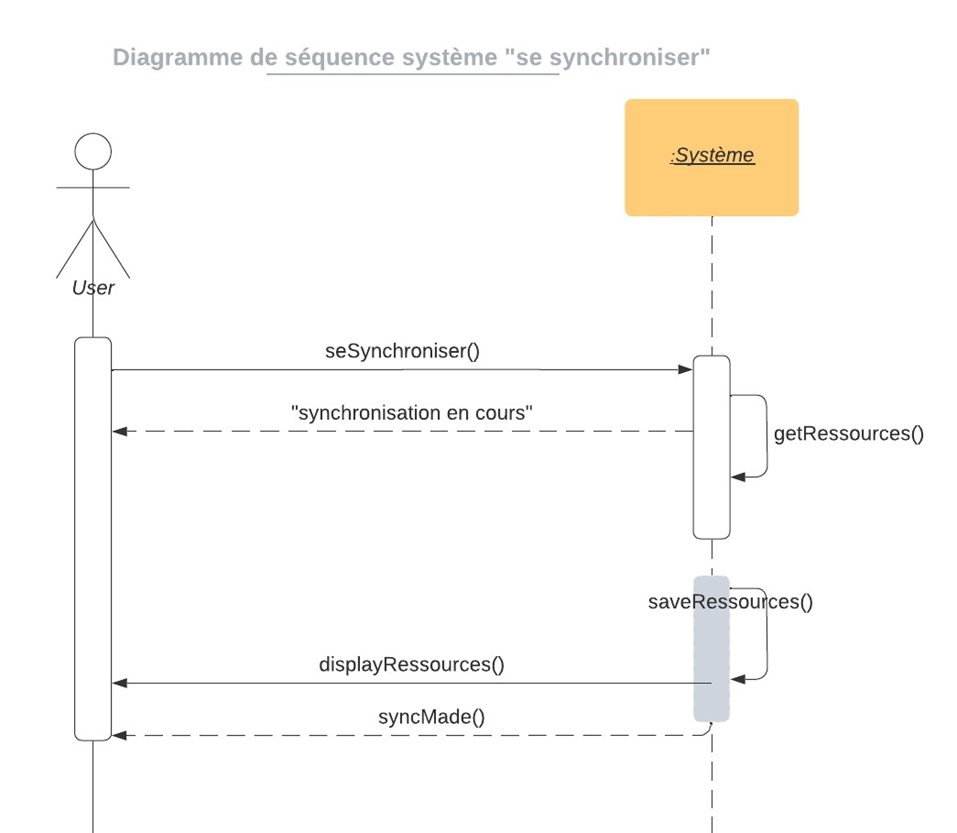 Diagramme de séquence système "se synchroniser"
:Système
User
seSynchroniser()
"synchronisation en cours"
getRessources()
saveRessources()
displayRessources()
syncMade()